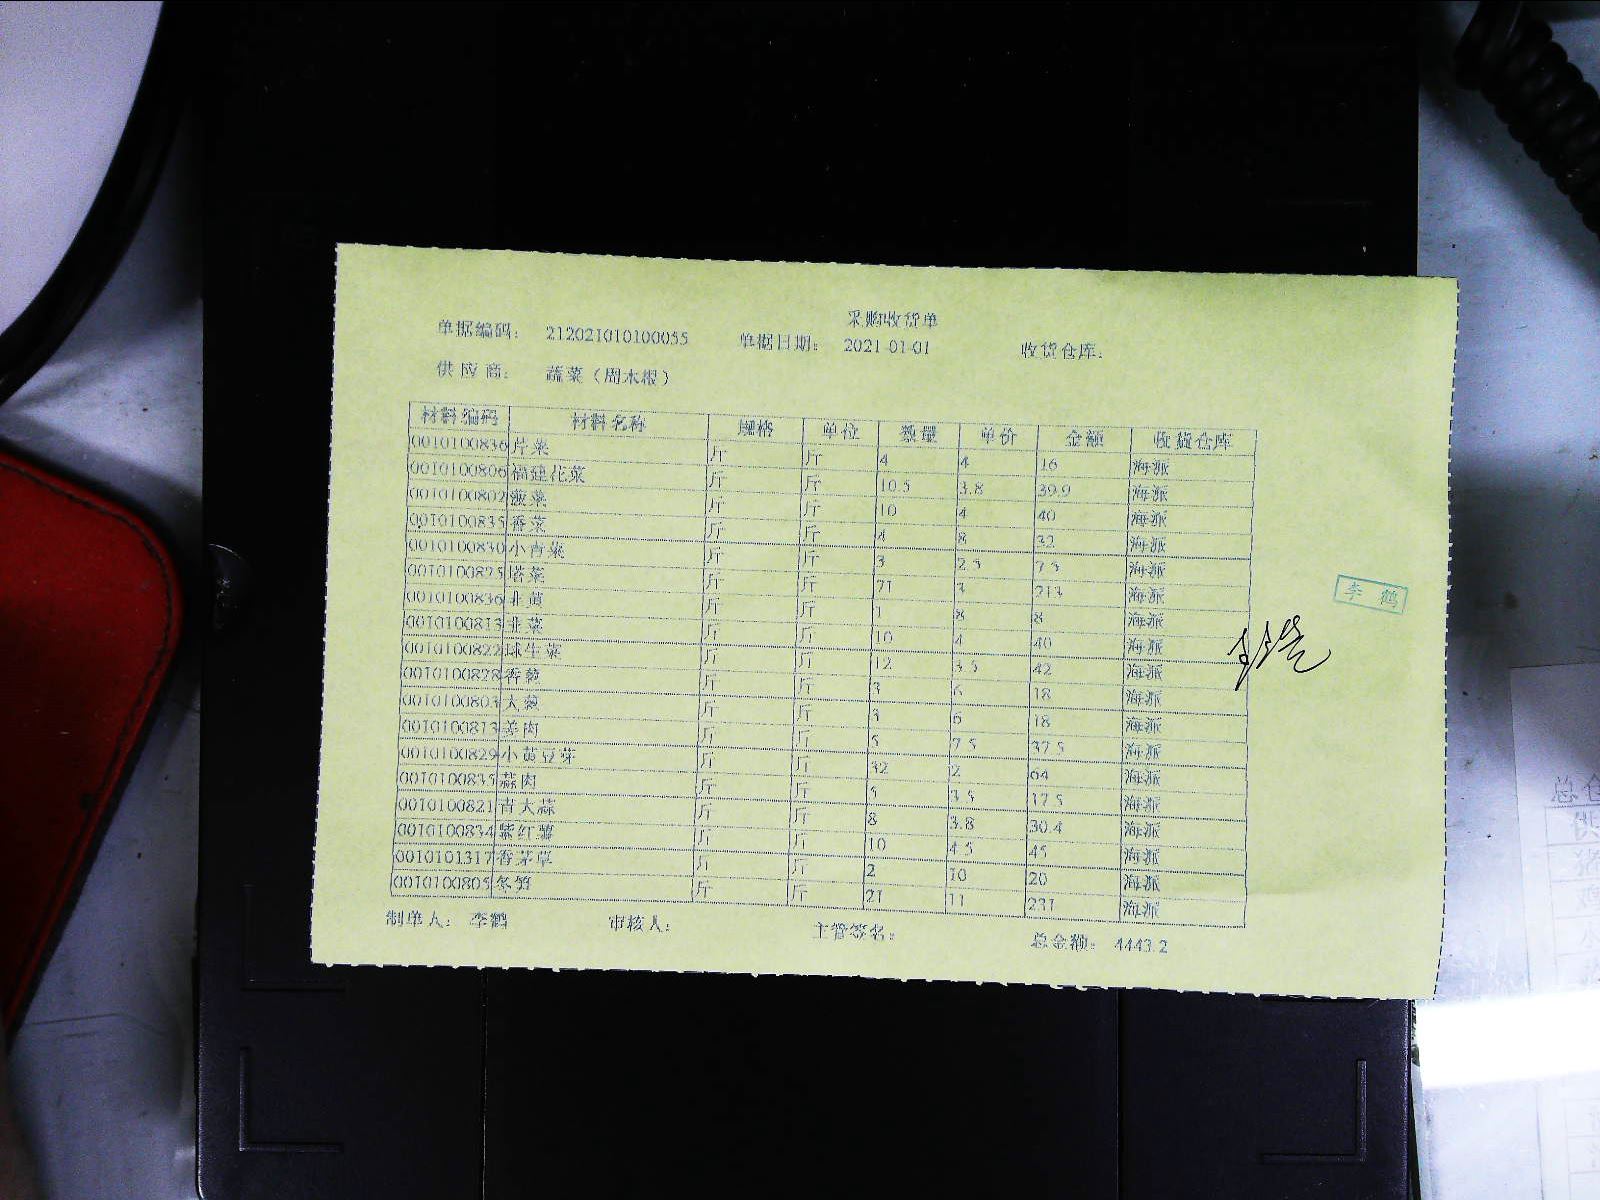 采购收货单
单据编码： 212021010100055 单据日期： 2021-01-01 收货仓库：
供应商： 蔬菜（周木根）
材料编码 材料名称 规格 单位 数量 单价 金额 收货仓库
0010100836 芹菜 斤 斤 4 4 16 海派
0010100806 福建花菜 斤 斤 10.5 3.8 39.9 海派
0010100802 菠菜 斤 斤 10 4 40 海派
0010100835 香菜 斤 斤 4 8 32 海派
0010100830 小青菜 斤 斤 3 2.5 7.5 海派
0010100825 塔菜 斤 斤 71 3 213 海派
0010100836 韭黄 斤 斤 1 8 8 海派
0010100813 韭菜 斤 斤 10 4 40 海派
0010100822 球生菜 斤 斤 12 3.5 42 海派
0010100828 香葱 斤 斤 3 6 18 海派
0010100803 大葱 斤 斤 3 6 18 海派
0010100813 姜肉 斤 斤 5 7.5 37.5 海派
0010100829 小黄豆芽 斤 斤 32 2 64 海派
0010100835 蒜肉 斤 斤 5 3.5 17.5 海派
0010100821 青大蒜 斤 斤 8 3.8 30.4 海派
0010100834 紫红薯 斤 斤 10 4.5 45 海派
0010101317 香茅草 斤 斤 2 10 20 海派
0010100805 冬笋 斤 斤 21 11 231 海派
制单人： 李鹤 审核人： 主管签名： 总金额： 4443.2
李鹤
总仓
供